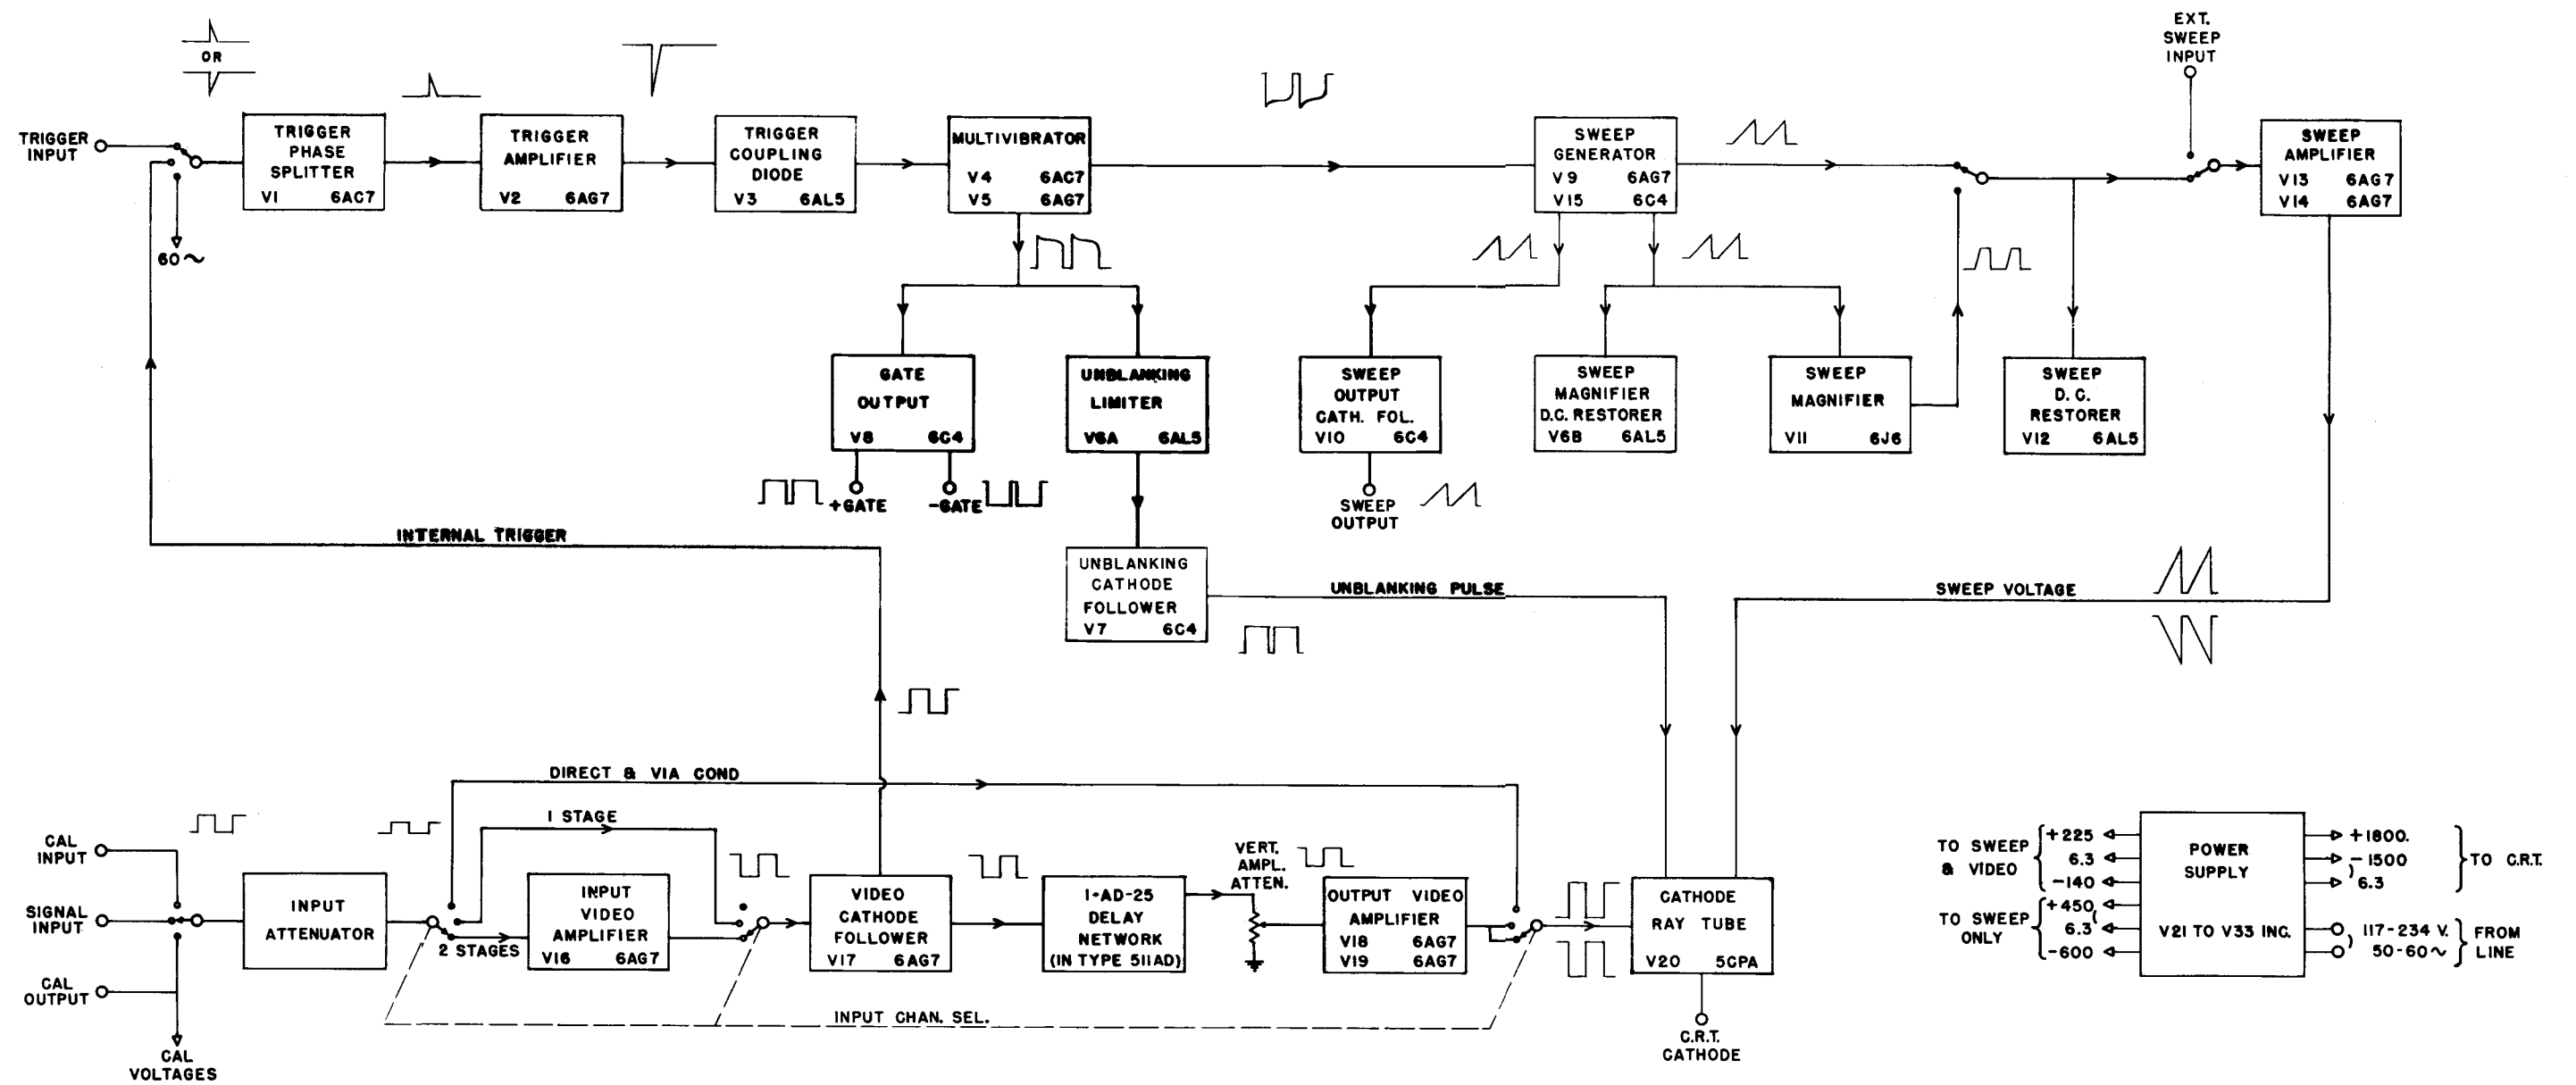 EXT.
SWEEP
INPUT
OR
TRIGGER
INPUT
60~
TRIGGER
PHASE
SPLITTER
V1 6AC7
TRIGGER
AMPLIFIER
V2 6AG7
TRIGGER
COUPLING
DIODE
V3 6AL5
MULTIVIBRATOR
V4 6AC7
V5 6AG7
SWEEP
GENERATOR
V9 6AG7
V15 6C4
SWEEP
AMPLIFIER
V13 6AG7
V14 6AG7
GATE
OUTPUT
V8 6C4
+GATE
-GATE
UNBLANKING
LIMITER
V6A 6AL5
SWEEP
OUTPUT
CATH. FOL.
V10 6C4
SWEEP
OUTPUT
SWEEP
MAGNIFIER
D.C. RESTORER
V6B 6AL5
SWEEP
MAGNIFIER
V11 6J6
SWEEP
D.C.
RESTORER
V12 6AL5
INTERNAL TRIGGER
UNBLANKING
CATHODE
FOLLOWER
V7 6C4
UNBLANKING PULSE
SWEEP VOLTAGE
DIRECT & VIA COND
1 STAGE
2 STAGES
CAL
INPUT
SIGNAL
INPUT
CAL
OUTPUT
CAL
VOLTAGES
INPUT
ATTENUATOR
INPUT
VIDEO
AMPLIFIER
V16 6AG7
VIDEO
CATHODE
FOLLOWER
V17 6AG7
1-AD-25
DELAY
NETWORK
(IN TYPE 511AD)
VERT.
AMPL.
ATTEN.
OUTPUT VIDEO
AMPLIFIER
V18 6AG7
V19 6AG7
INPUT CHAN. SEL.
CATHODE
RAY TUBE
V20 5CPA
C.R.T.
CATHODE
TO SWEEP
& VIDEO
+225
6.3
-140
TO SWEEP
ONLY
+450
6.3
-600
POWER
SUPPLY
V21 TO V33 INC.
+1800.
-1500
6.3
TO C.R.T.
117-234 V.
50-60~
FROM
LINE